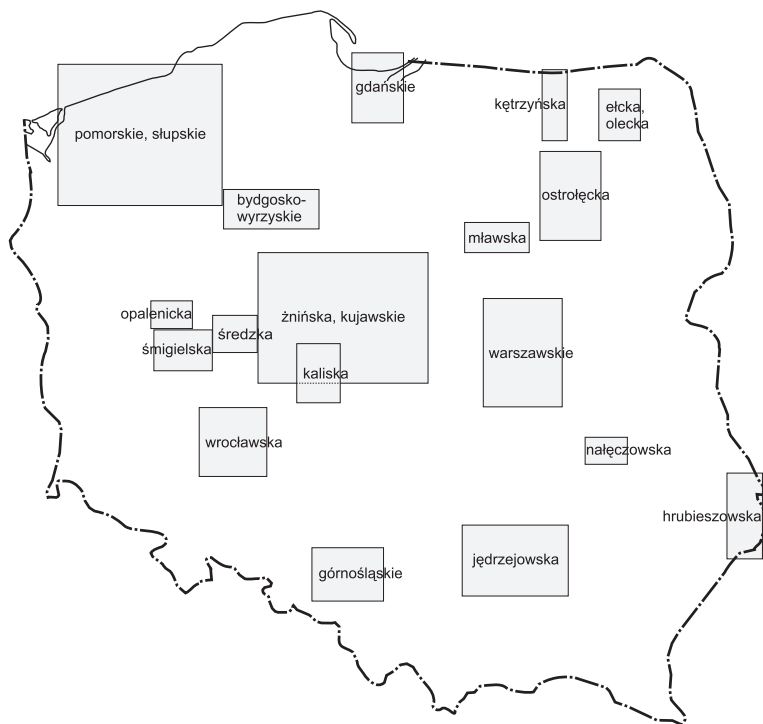 gdańskie
kętrzyńska
ełcka,
olecka
pomorskie, słupskie
bydgosko-
wyrzyskie
ostrołęcka
mławska
opalenicka
średzka
żnińska, kujawskie
śmigielska
warszawskie
kaliska
wrocławska
nałęczowska
hrubieszowska
górnośląskie
jędrzejowska